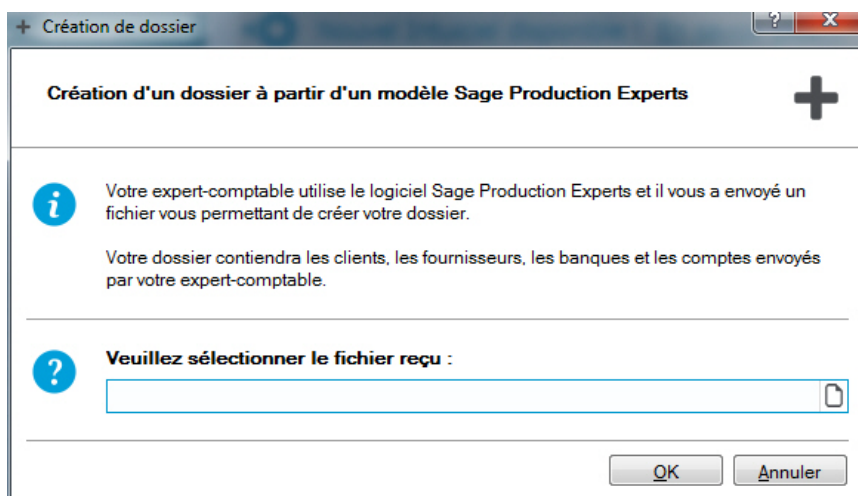 Création de dossier
?
X
Création d'un dossier à partir d'un modèle Sage Production Experts
Votre expert-comptable utilise le logiciel Sage Production Experts et il vous a envoyé un
fichier vous permettant de créer votre dossier.
Votre dossier contiendra les clients, les fournisseurs, les banques et les comptes envoyés
par votre expert-comptable.
Veuillez sélectionner le fichier reçu :
OK
Annuler